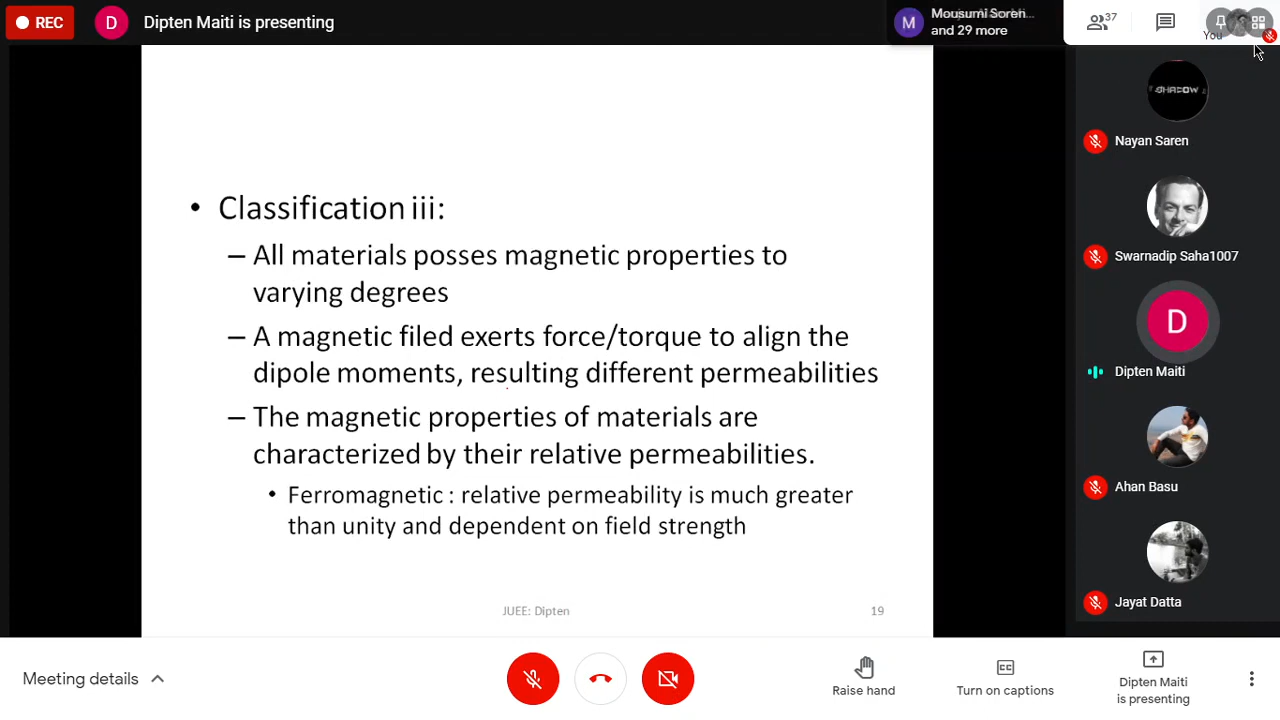 REC
D
Dipten Maiti is presenting
M
Mousumi Soren
and 29 more
37
You
SHADOW
Nayan Saren
Swarnadip Saha1007
D
Dipten Maiti
Ahan Basu
Jayat Datta
• Classification iii:
– All materials posses magnetic properties to
varying degrees
– A magnetic filed exerts force/torque to align the
dipole moments, resulting different permeabilities
– The magnetic properties of materials are
characterized by their relative permeabilities.
• Ferromagnetic : relative permeability is much greater
than unity and dependent on field strength
JUEE: Dipten
19
Meeting details
Raise hand
CC
Turn on captions
Dipten Maiti
is presenting